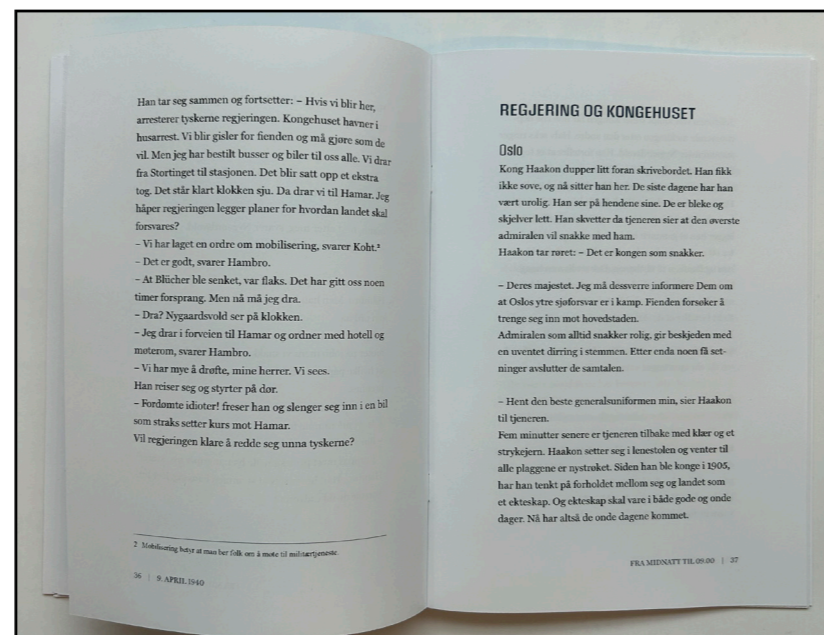 Han tar seg sammen og fortsetter: – Hvis vi blir her,
arresterer tyskerne regjeringen. Kongehuset havner i
husarrest. Vi blir gisler for fienden og må gjøre som de
vil. Men jeg har bestilt busser og biler til oss alle. Vi drar
fra Stortinget til stasjonen. Det blir satt opp et ekstra
tog. Det står klart klokken sju. Da drar vi til Hamar. Jeg
håper regjeringen legger planer for hvordan landet skal
forsvares?
– Vi har laget en ordre om mobilisering, svarer Koht.²
– Det er godt, svarer Hambro.
– At Blücher ble senket, var flaks. Det har gitt oss noen
timer forsprang. Men nå må jeg dra.
– Dra? Nygaardsvold ser på klokken.
– Jeg drar i forveien til Hamar og ordner med hotell og
møterom, svarer Hambro.
– Vi har mye å drøfte, mine herrer. Vi sees.
Han reiser seg og styrter på dør.
– Fordømte idioter! freser han og slenger seg inn i en bil
som straks setter kurs mot Hamar.
Vil regjeringen klare å redde seg unna tyskerne?
2 Mobilisering betyr at man ber folk om å møte til militærtjeneste.
36 | 9. APRIL 1940
REGJERING OG KONGEHUSET
Oslo
Kong Haakon dupper litt foran skrivebordet. Han fikk
ikke sove, og nå sitter han her. De siste dagene har han
vært urolig. Han ser på hendene sine. De er bleke og
skjelver lett. Han skvetter da tjeneren sier at den øverste
admiralen vil snakke med ham.
Haakon tar røret: – Det er kongen som snakker.
– Deres majestet. Jeg må dessverre informere Dem om
at Oslos ytre sjøforsvar er i kamp. Fienden forsøker å
trenge seg inn mot hovedstaden.
Admiralen som alltid snakker rolig, gir beskjeden med
en uventet dirring i stemmen. Etter enda noen få set-
ninger avslutter de samtalen.
– Hent den beste generalsuniformen min, sier Haakon
til tjeneren.
Fem minutter senere er tjeneren tilbake med klær og et
strykejern. Haakon setter seg i lenestolen og venter til
alle plaggene er nystrøket. Siden han ble konge i 1905,
har han tenkt på forholdet mellom seg og landet som
et ekteskap. Og ekteskap skal vare i både gode og onde
dager. Nå har altså de onde dagene kommet.
FRA MIDNATT TIL 09.00 | 37